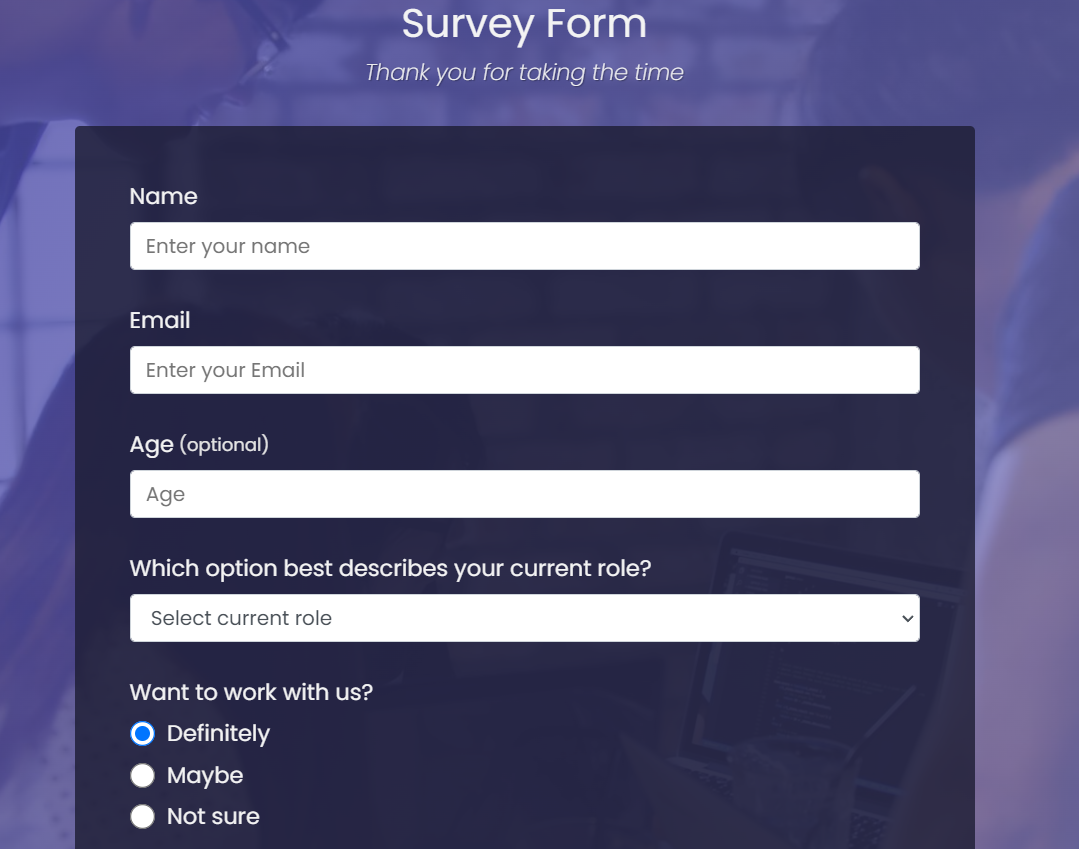 Survey Form
Thank you for taking the time
Name
Enter your name
Email
Enter your Email
Age (optional)
Age
Which option best describes your current role?
Select current role
Want to work with us?
Definitely
Maybe
Not sure